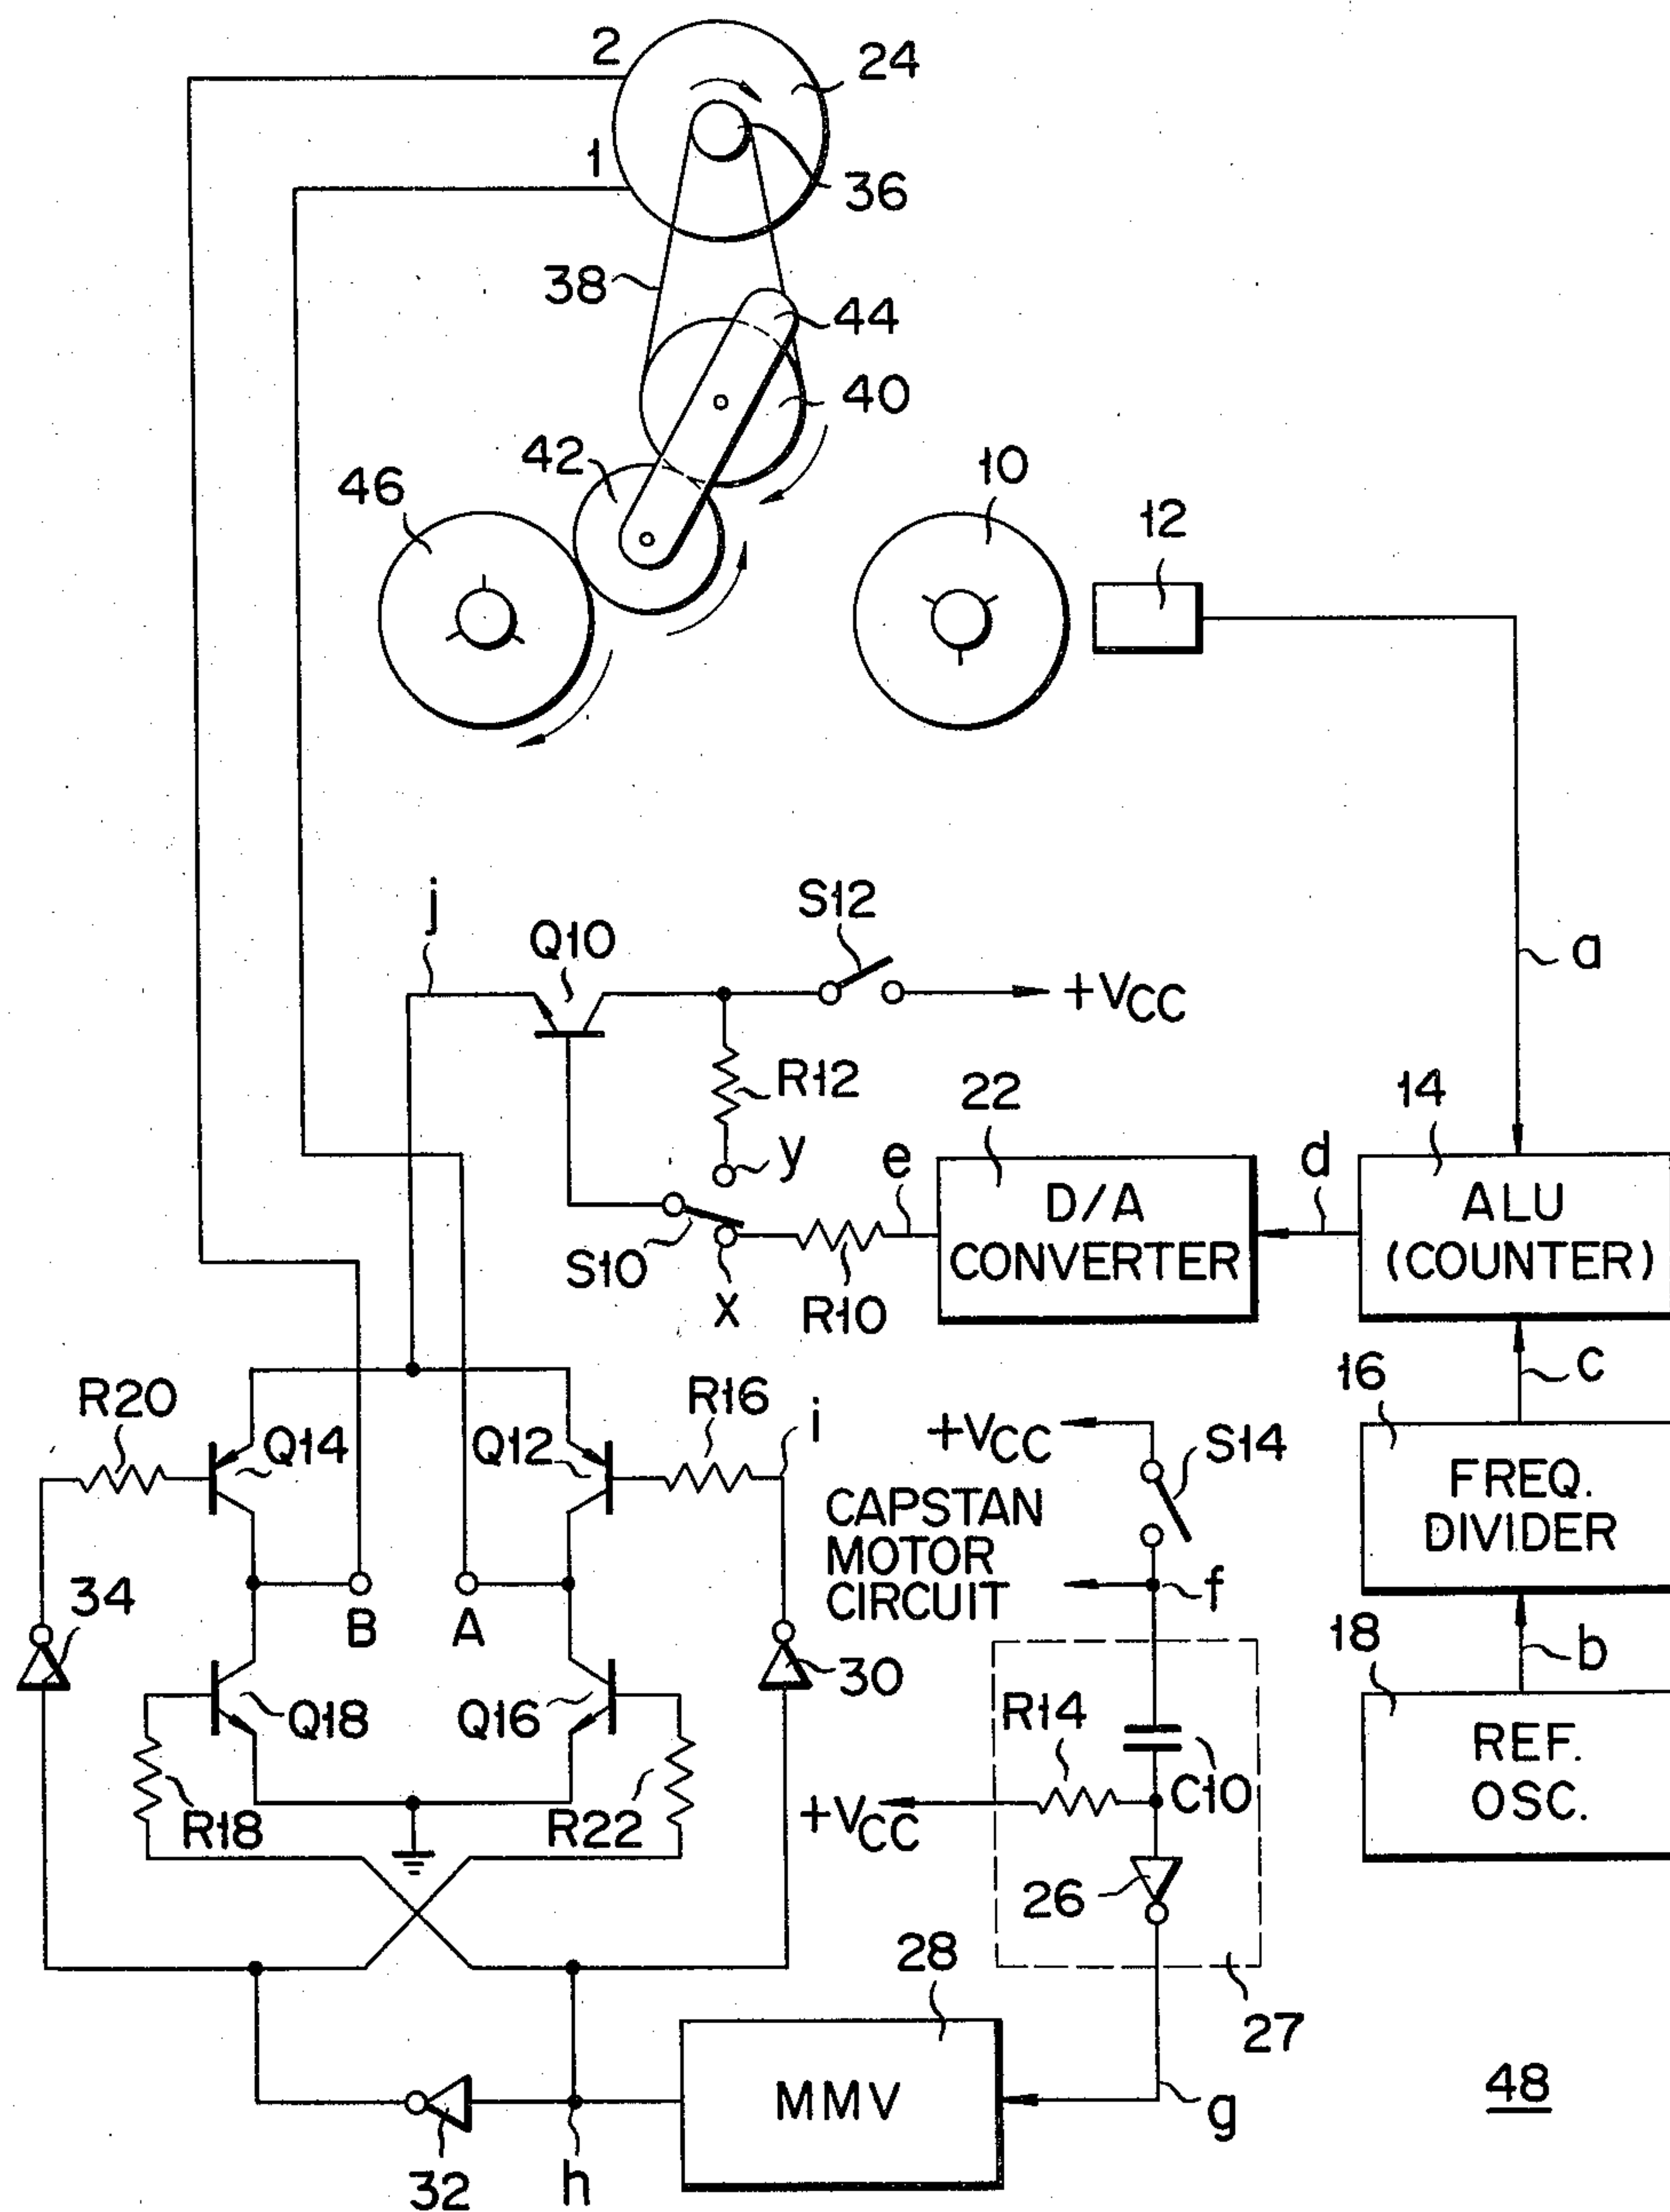 2
24
1
36
38
44
40
42
46
10
12
a
j
Q10
S12
+VCC
R12
y
22
14
e
d
D/A
CONVERTER
ALU
(COUNTER)
S10
x
R10
c
16
R20
R16
i
Q14
Q12
+VCC
S14
FREQ.
DIVIDER
CAPSTAN
MOTOR
CIRCUIT
f
34
B
A
30
18
b
Q18
Q16
R14
C10
REF.
OSC.
R18
R22
+VCC
26
28
27
MMV
g
48
32
h